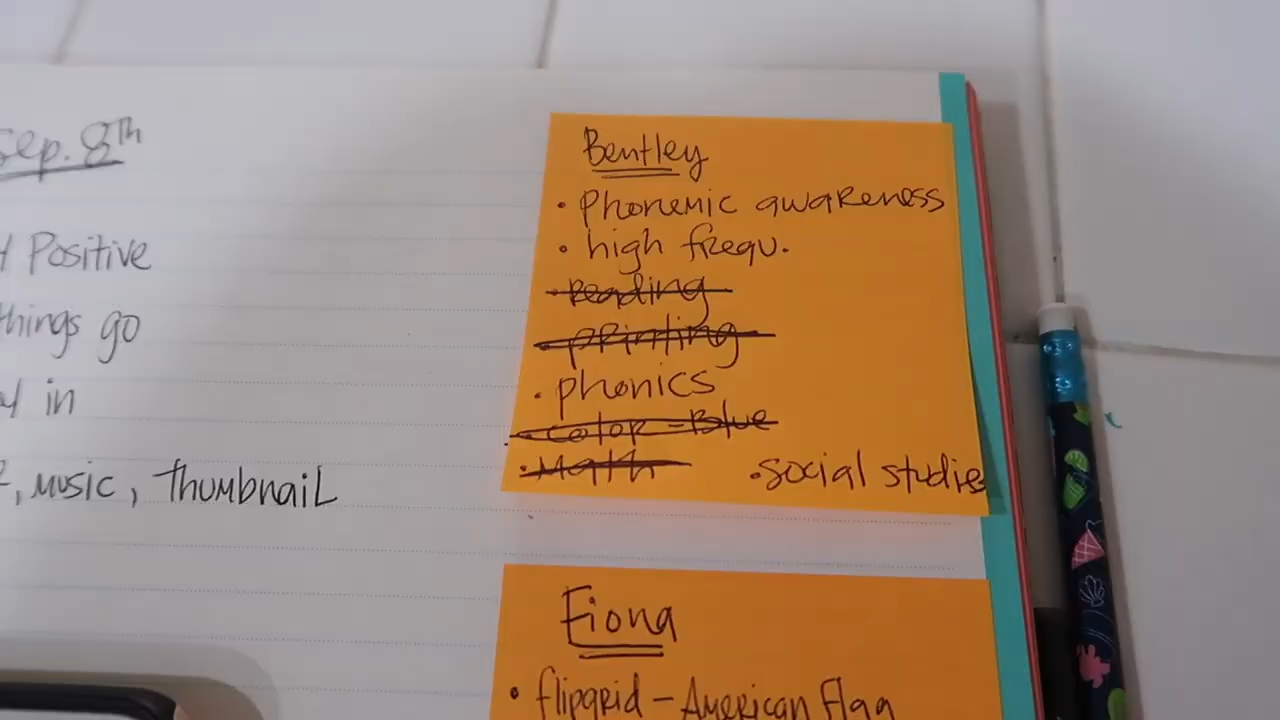 Sep. 8th
Positive
things go
in
, music, Thumbnail
Bentley
• phonemic awareness
• high frequ.
• reading
• printing
• phonics
• color - Blue
• Math
• social studies
Fiona
• flipgrid - American Flag